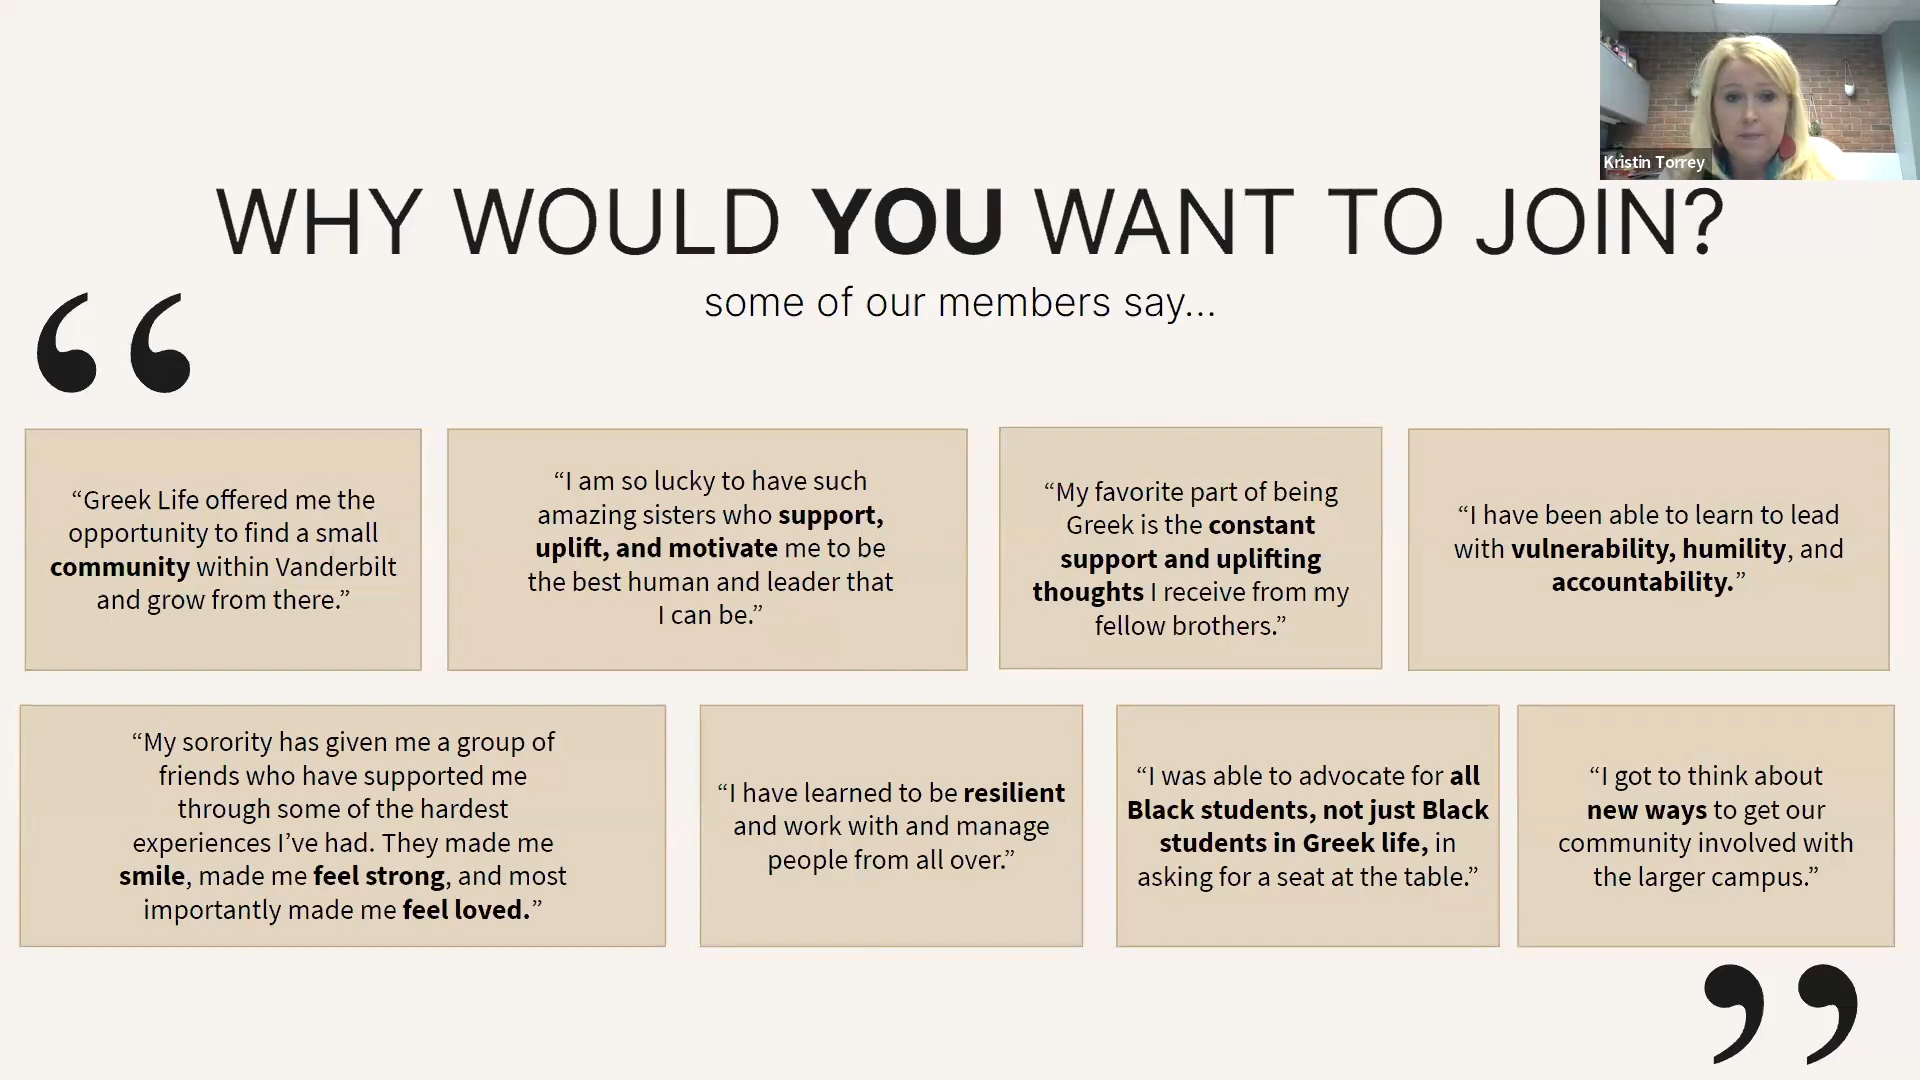 Kristin Torrey
WHY WOULD YOU WANT TO JOIN?
some of our members say...
“Greek Life offered me the
opportunity to find a small
community within Vanderbilt
and grow from there.”
“I am so lucky to have such
amazing sisters who support,
uplift, and motivate me to be
the best human and leader that
I can be.”
“My favorite part of being
Greek is the constant
support and uplifting
thoughts I receive from my
fellow brothers.”
“I have been able to learn to lead
with vulnerability, humility, and
accountability.”
“My sorority has given me a group of
friends who have supported me
through some of the hardest
experiences I’ve had. They made me
smile, made me feel strong, and most
importantly made me feel loved.”
“I have learned to be resilient
and work with and manage
people from all over.”
“I was able to advocate for all
Black students, not just Black
students in Greek life, in
asking for a seat at the table.”
“I got to think about
new ways to get our
community involved with
the larger campus.”